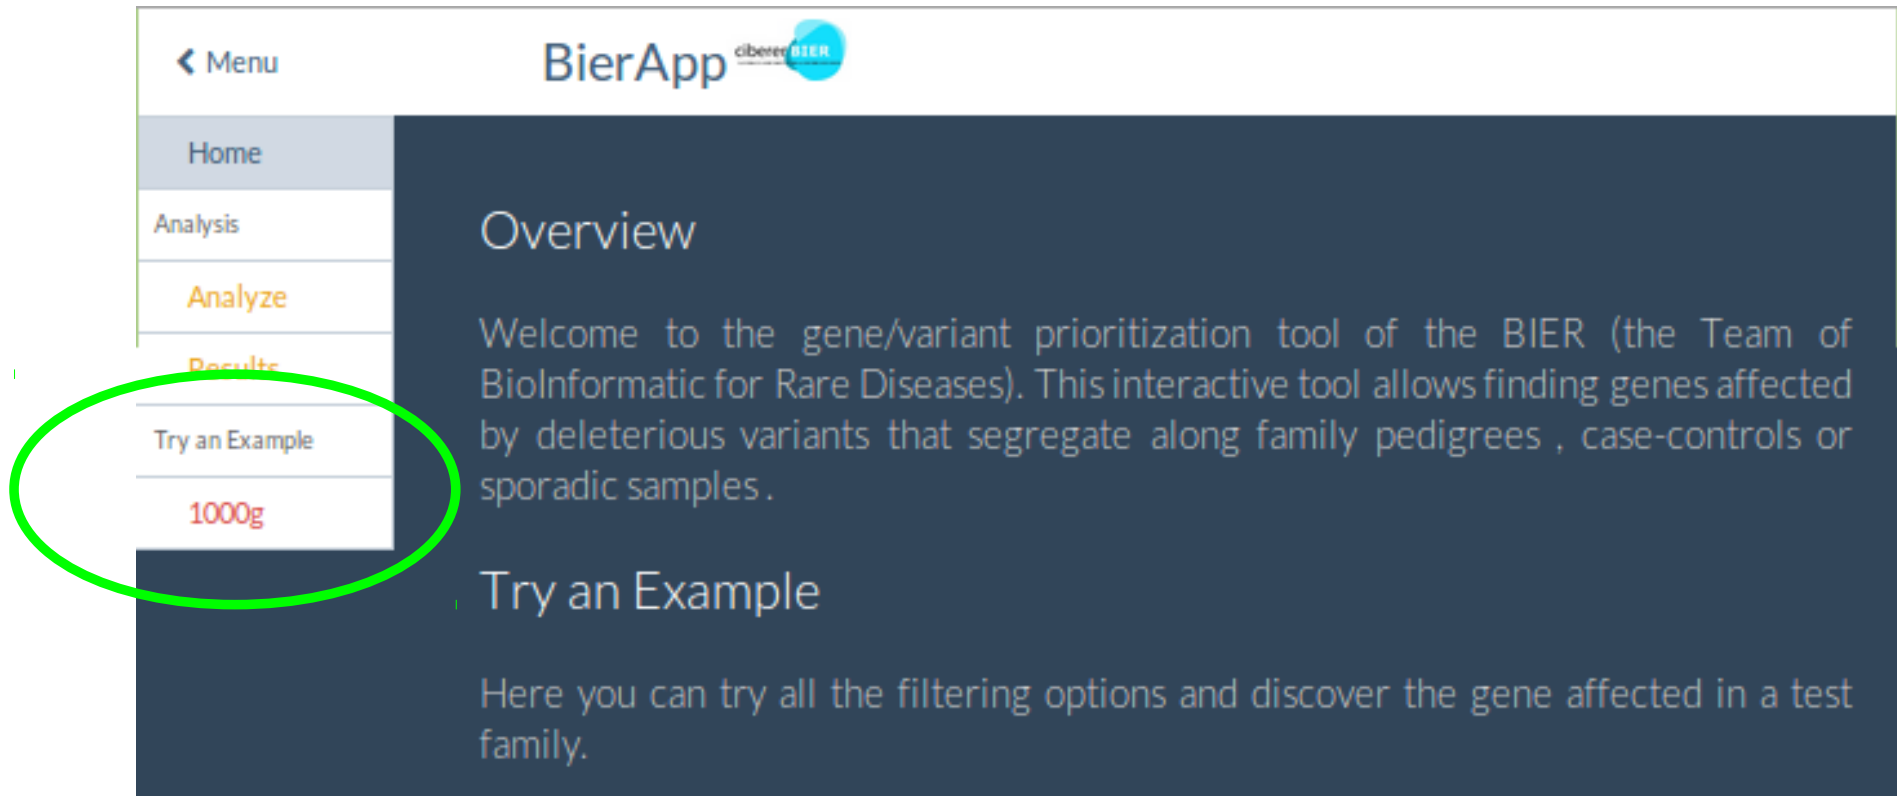 Menu
BierApp
ciberer BIER
Home
Analysis
Analyze
Results
Try an Example
1000g
Overview
Welcome to the gene/variant prioritization tool of the BIER (the Team of
BioInformatic for Rare Diseases). This interactive tool allows finding genes affected
by deleterious variants that segregate along family pedigrees , case-controls or
sporadic samples .
Try an Example
Here you can try all the filtering options and discover the gene affected in a test
family.